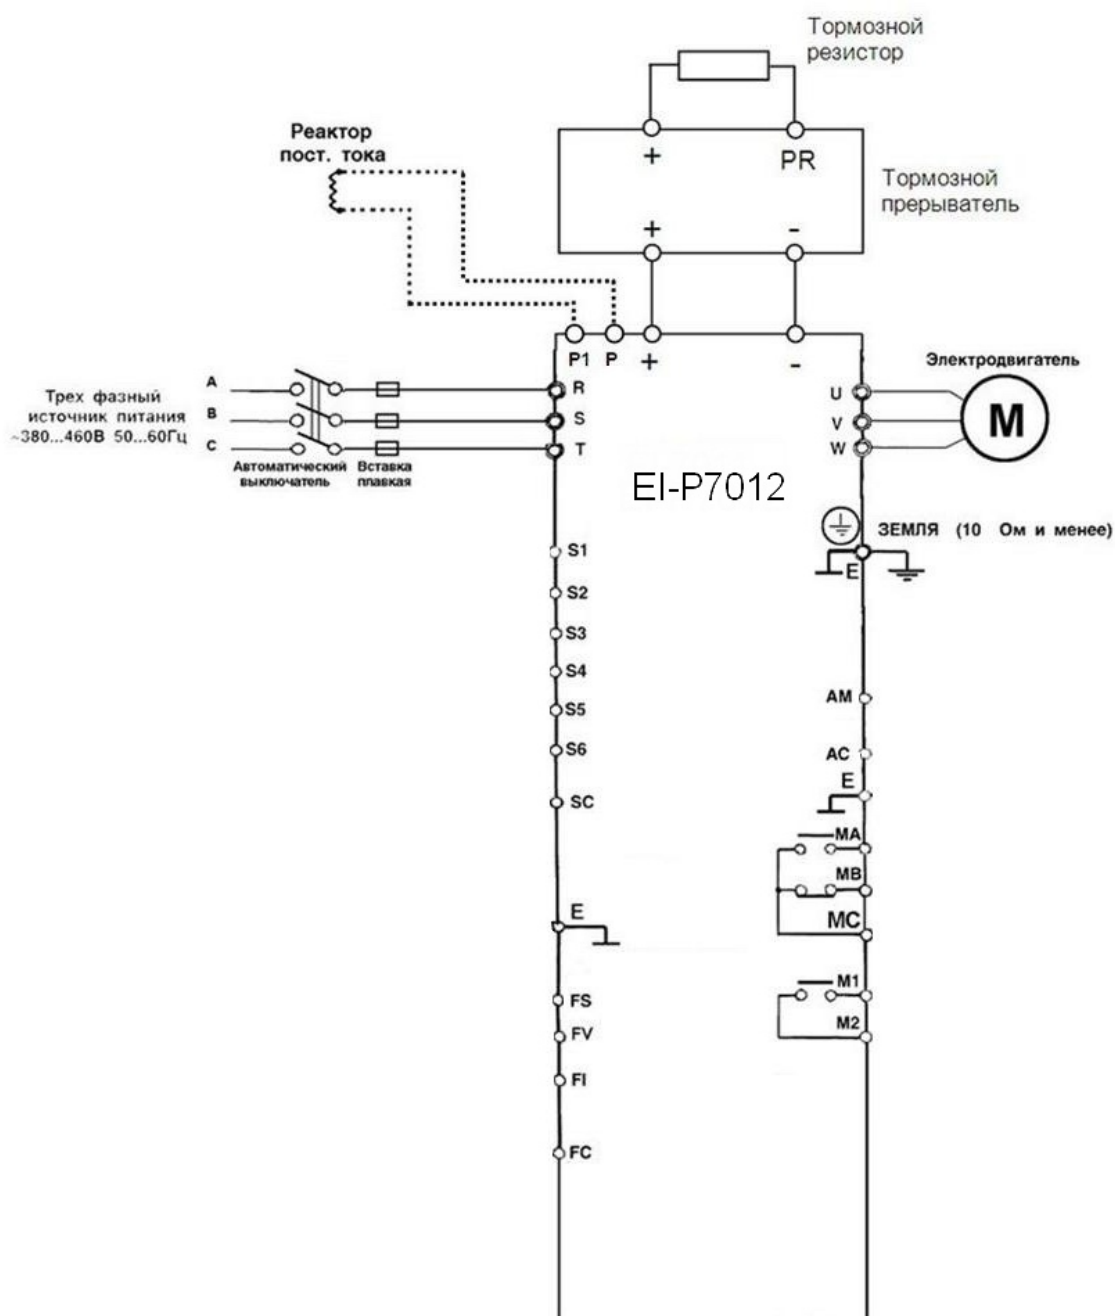 Тормозной
резистор
Реактор
пост. тока
+
PR
Тормозной
прерыватель
+
-
P1
P
+
-
Электродвигатель
Трех фазный
источник питания
~380...460В 50...60Гц
A
B
C
Автоматический
выключатель
Вставка
плавкая
R
S
T
U
V
W
M
EI-P7012
ЗЕМЛЯ (10 Ом и менее)
E
S1
S2
S3
S4
S5
S6
SC
E
FS
FV
FI
FC
AM
AC
E
MA
MB
MC
M1
M2